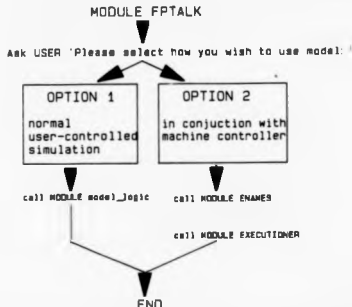 MODULE FPTALK
Ask USER 'Please select how you wish to use model:
OPTION 1
normal
user-controlled
simulation
OPTION 2
in conjuction with
machine controller
call MODULE model_logic
call MODULE ENAMES
call MODULE EXECUTIONER
END